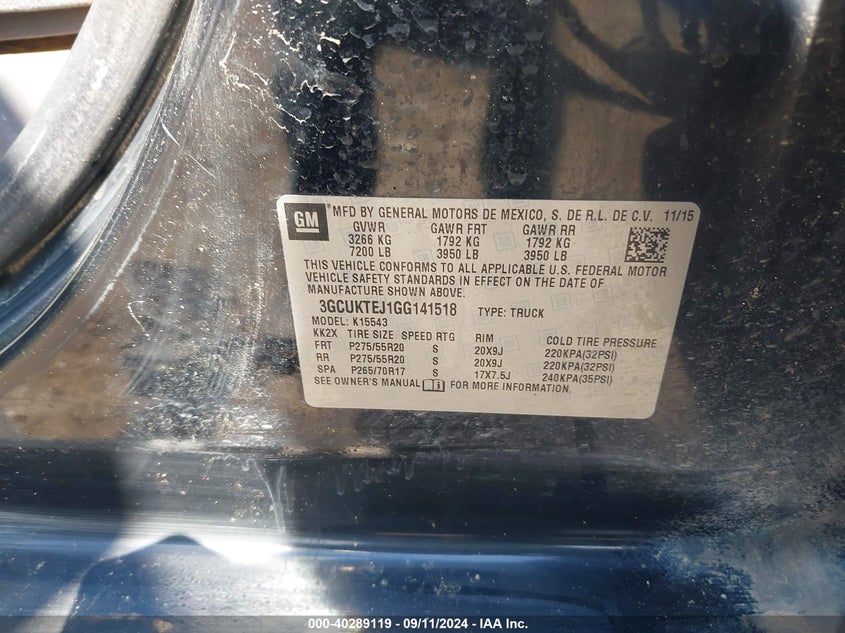 GM
*MFD BY GENERAL MOTORS DE MEXICO, S. DE R.L. DE C.V. 11/15
GVWR GAWR FRT GAWR RR
3266 KG 1792 KG 1792 KG
7200 LB 3950 LB 3950 LB
THIS VEHICLE CONFORMS TO ALL APPLICABLE U.S. FEDERAL MOTOR
VEHICLE SAFETY STANDARDS IN EFFECT ON THE DATE OF
MANUFACTURE SHOWN ABOVE.
3GCUKTEJ1GG141518 TYPE: TRUCK
MODEL: K15543
KK2X TIRE SIZE SPEED RTG RIM COLD TIRE PRESSURE
FRT P275/55R20 S 20X9J 220KPA(32PSI)
RR P275/55R20 S 20X9J 220KPA(32PSI)
SPA P265/70R17 S 17X7.5J 240KPA(35PSI)
SEE OWNER'S MANUAL FOR MORE INFORMATION.
000-40289119 - 09/11/2024 - IAA Inc.